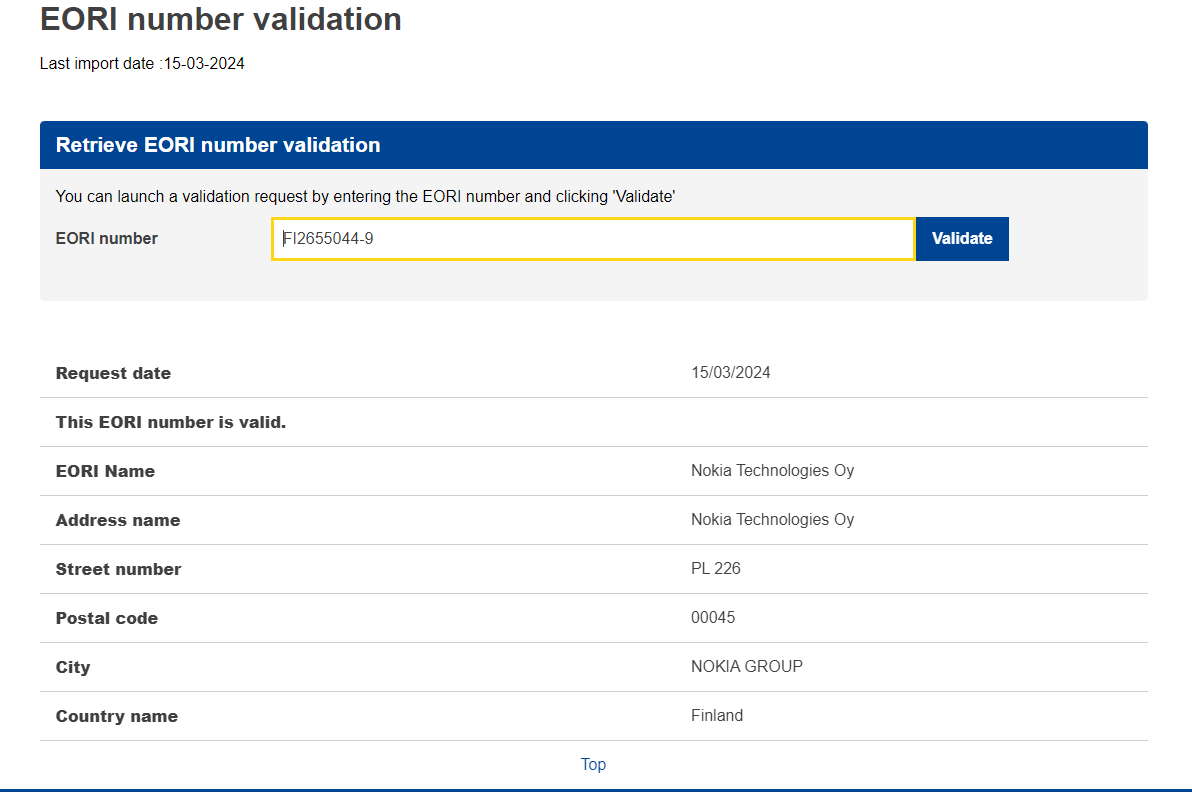 EORI number validation
Last import date :15-03-2024
Retrieve EORI number validation
You can launch a validation request by entering the EORI number and clicking 'Validate'
EORI number FI2655044-9 Validate
Request date 15/03/2024
This EORI number is valid.
EORI Name Nokia Technologies Oy
Address name Nokia Technologies Oy
Street number PL 226
Postal code 00045
City NOKIA GROUP
Country name Finland
Top